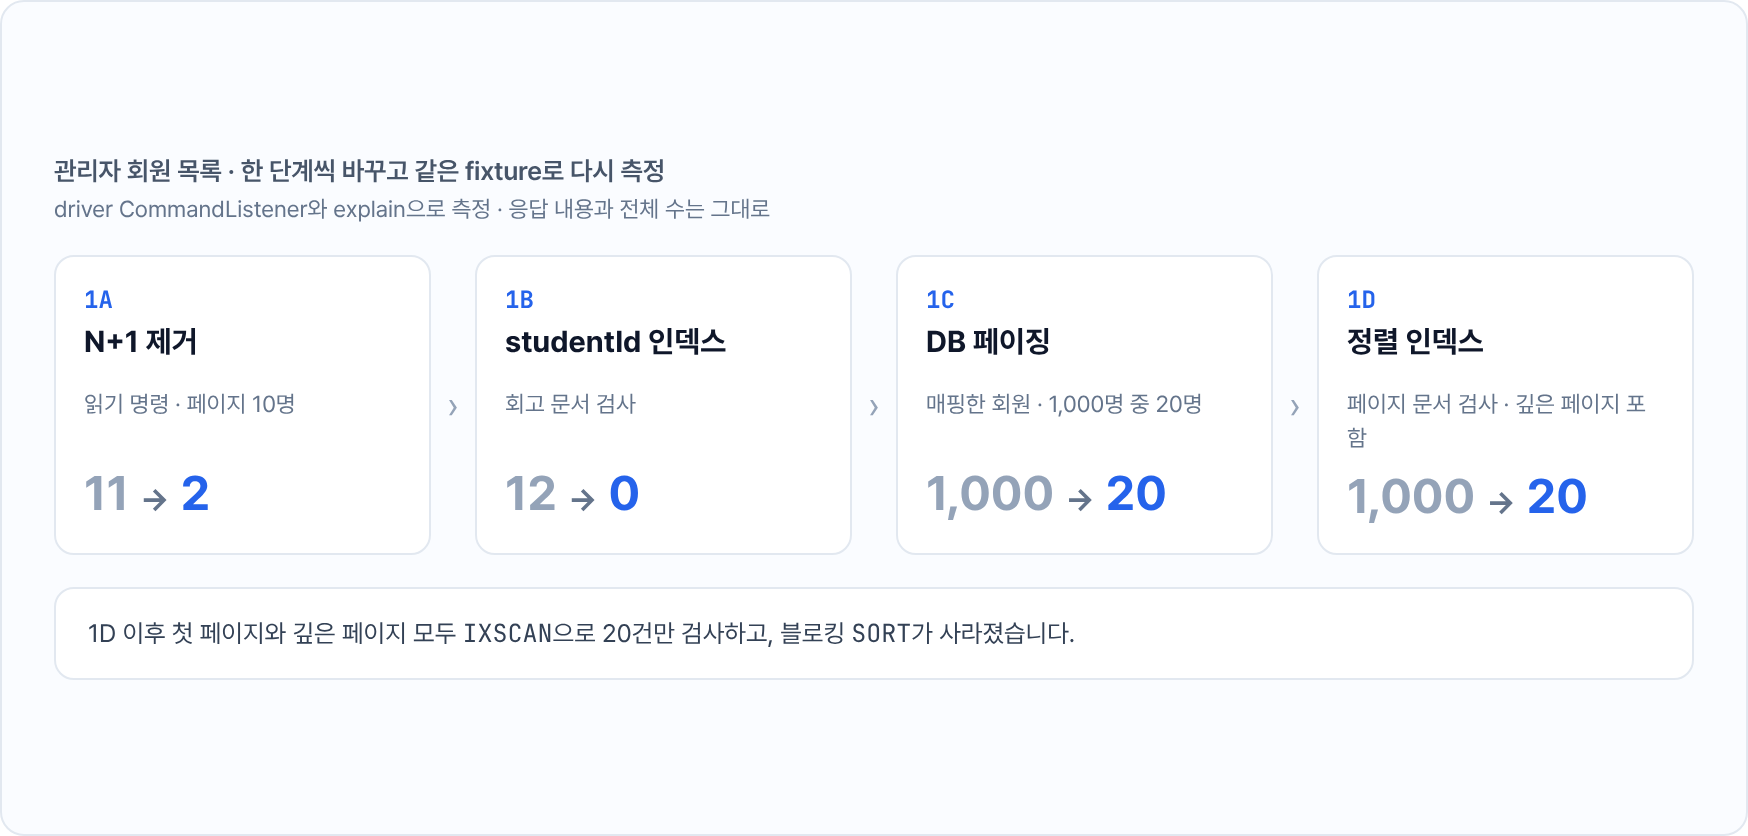 관리자 회원 목록 · 한 단계씩 바꾸고 같은 fixture로 다시 측정
driver CommandListener와 explain으로 측정 · 응답 내용과 전체 수는 그대로
1A
N+1 제거
읽기 명령 · 페이지 10명
11 → 2
›
1B
studentId 인덱스
회고 문서 검사
12 → 0
›
1C
DB 페이징
매핑한 회원 · 1,000명 중 20명
1,000 → 20
›
1D
정렬 인덱스
페이지 문서 검사 · 깊은 페이지 포
함
1,000 → 20
1D 이후 첫 페이지와 깊은 페이지 모두 IXSCAN으로 20건만 검사하고, 블로킹 SORT가 사라졌습니다.